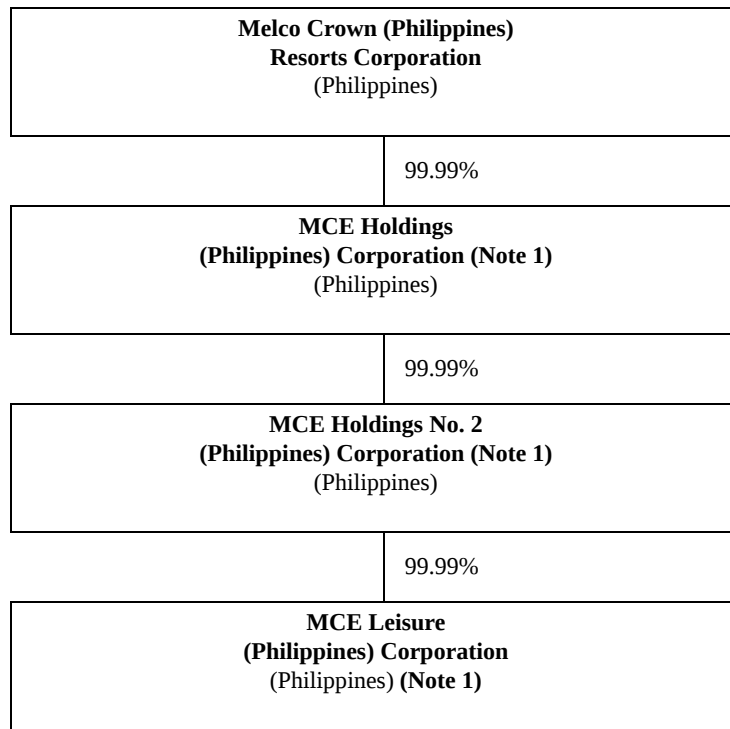 Melco Crown (Philippines)
Resorts Corporation
(Philippines)
99.99%
MCE Holdings
(Philippines) Corporation (Note 1)
(Philippines)
99.99%
MCE Holdings No. 2
(Philippines) Corporation (Note 1)
(Philippines)
99.99%
MCE Leisure
(Philippines) Corporation
(Philippines) (Note 1)